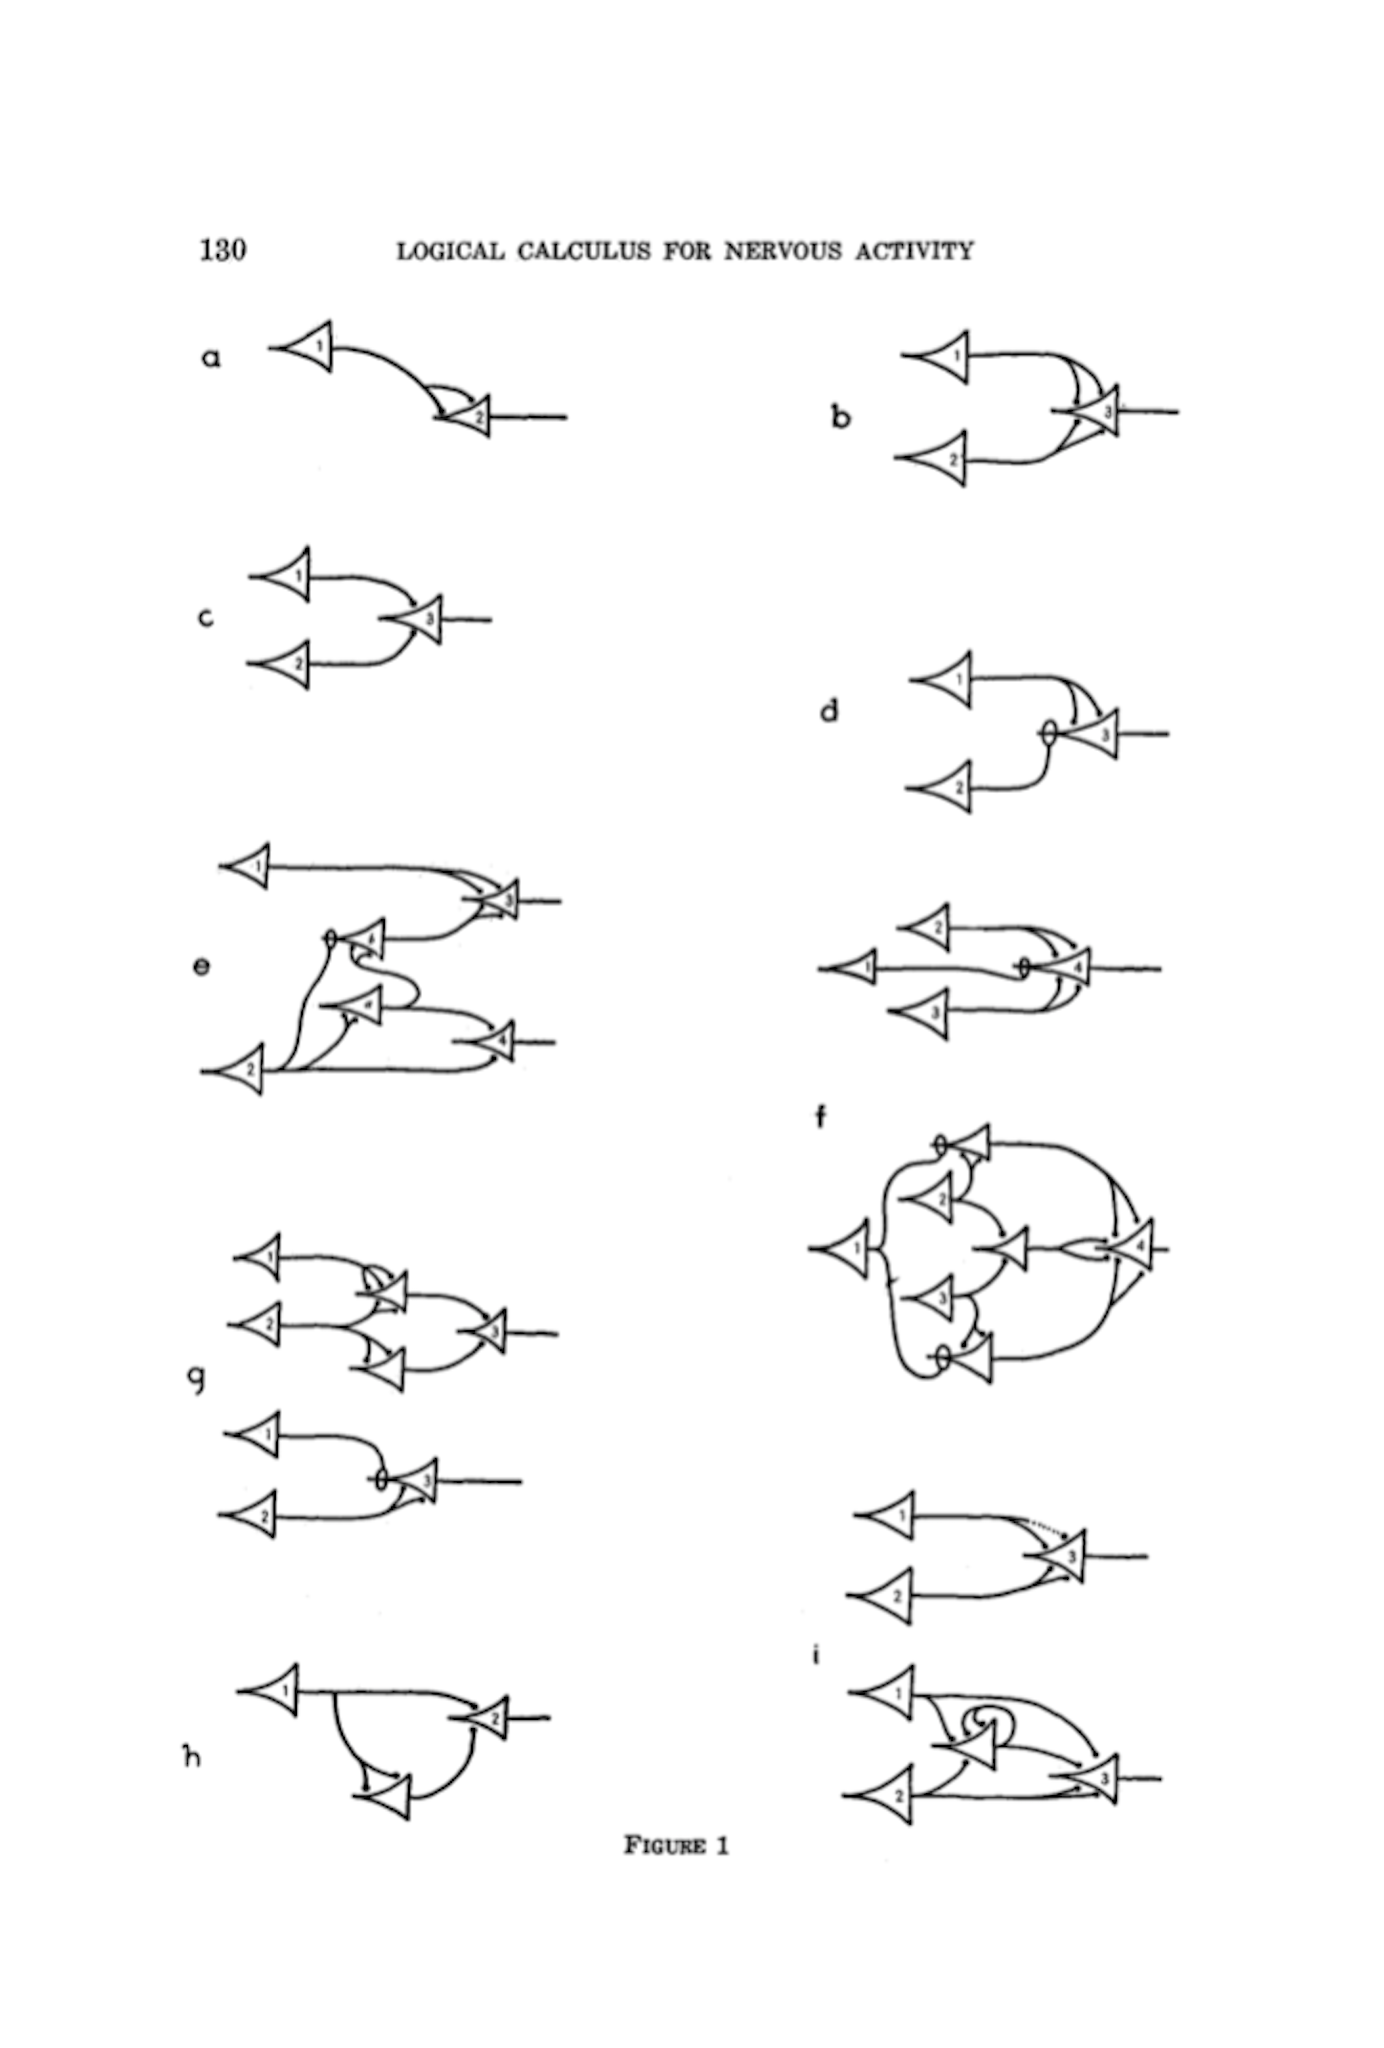 130 LOGICAL CALCULUS FOR NERVOUS ACTIVITY
a 1 2
b 1 2 3
c 1 2 3
d 1 2 3
e 1 2 3 4 a b
f 2 1 3 4
1 2 3 4
g 1 2 3
1 2 3
h 1 2
i 1 2 3
1 2 3
FIGURE 1